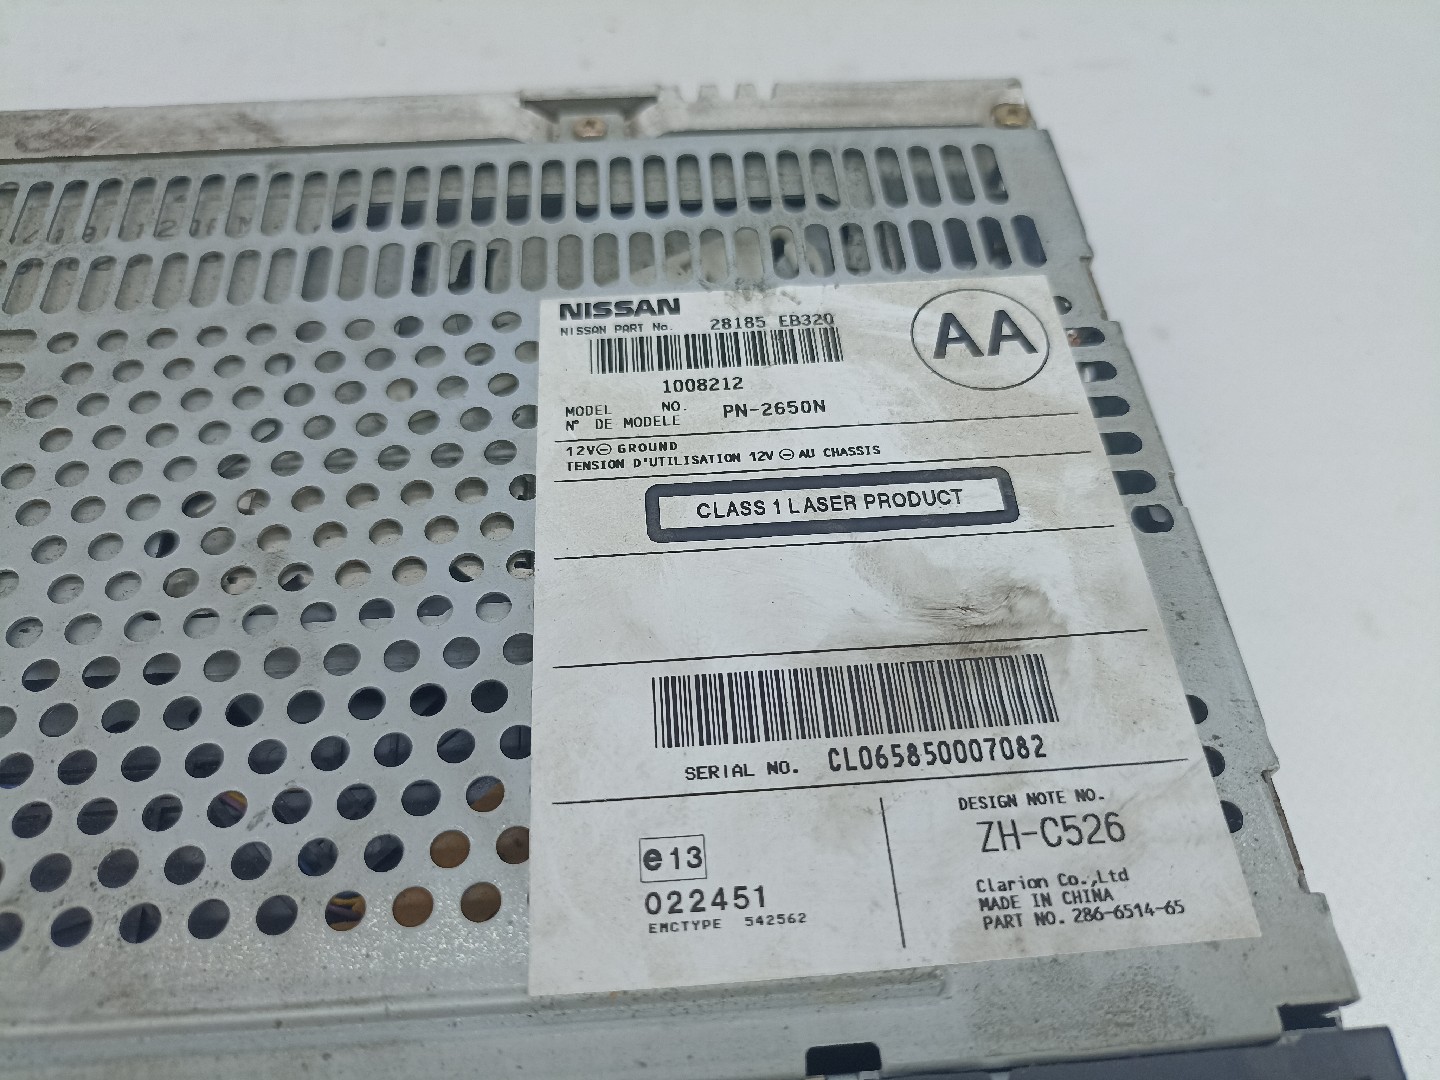 NISSAN
NISSAN PART No. 28185 EB320
AA
1008212
MODEL NO.
N° DE MODELE PN-2650N
12V⊖ GROUND
TENSION D'UTILISATION 12V ⊖ AU CHASSIS
CLASS 1 LASER PRODUCT
SERIAL NO. CL065850007082
e13
022451
EMCTYPE 542562
DESIGN NOTE NO.
ZH-C526
Clarion Co.,Ltd
MADE IN CHINA
PART NO. 286-6514-65